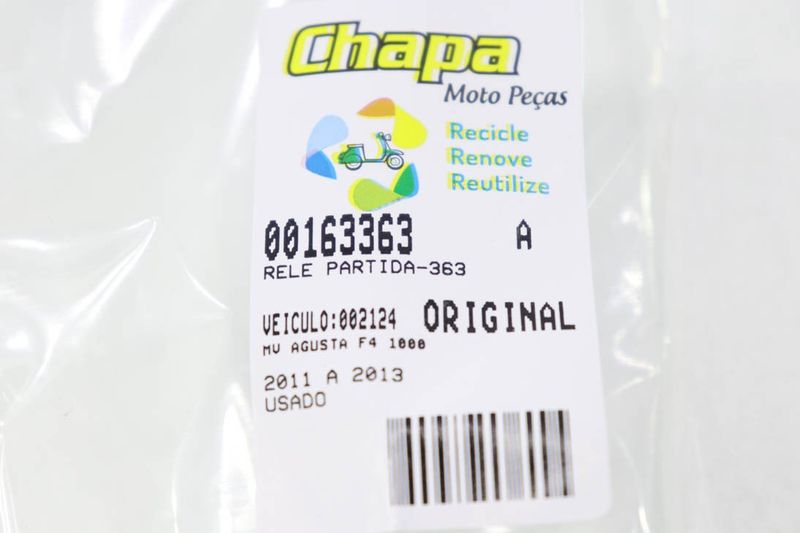 Chapa
Moto Peças
Recicle
Renove
Reutilize
00163363 A
RELE PARTIDA-363
VEICULO:002124 ORIGINAL
MV AGUSTA F4 1000
2011 A 2013
USADO